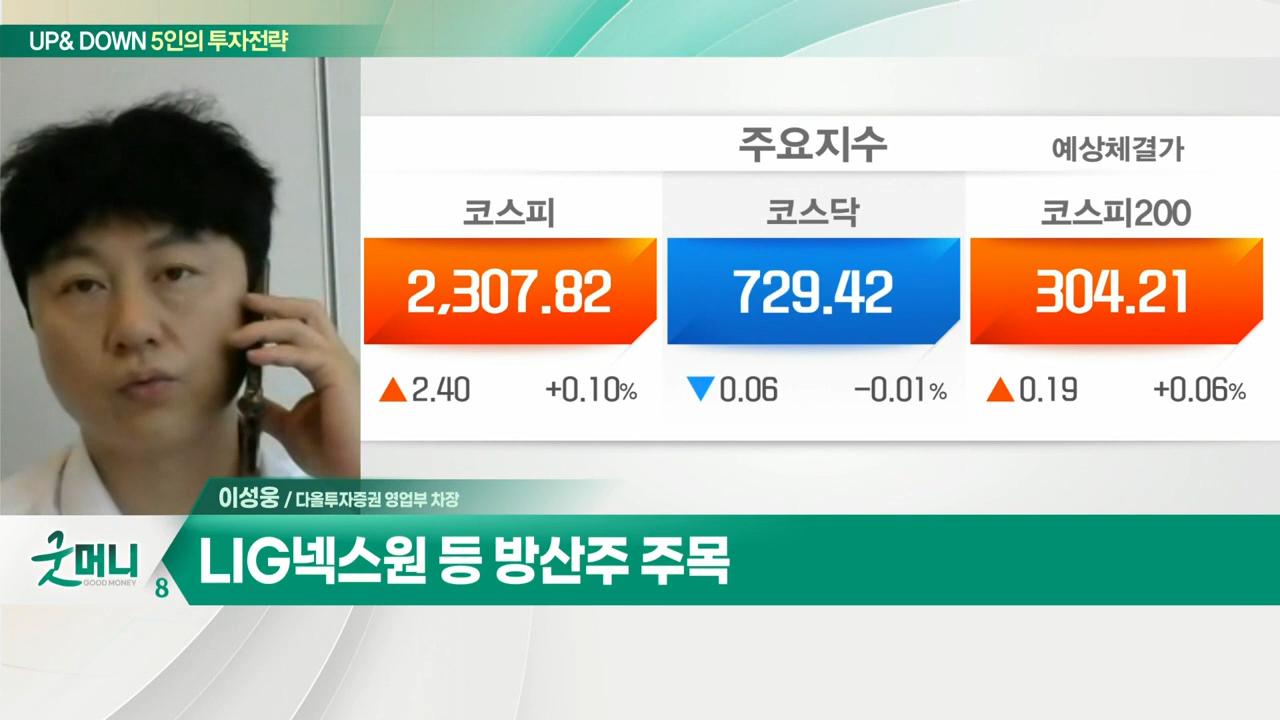 UP& DOWN 5인의 투자전략
주요지수
예상체결가
코스피
코스닥
코스피200
2,307.82
729.42
304.21
▲2.40 +0.10%
▼0.06 -0.01%
▲0.19 +0.06%
이성웅 / 다올투자증권 영업부 차장
굿머니
GOOD MONEY
8
LIG넥스원 등 방산주 주목